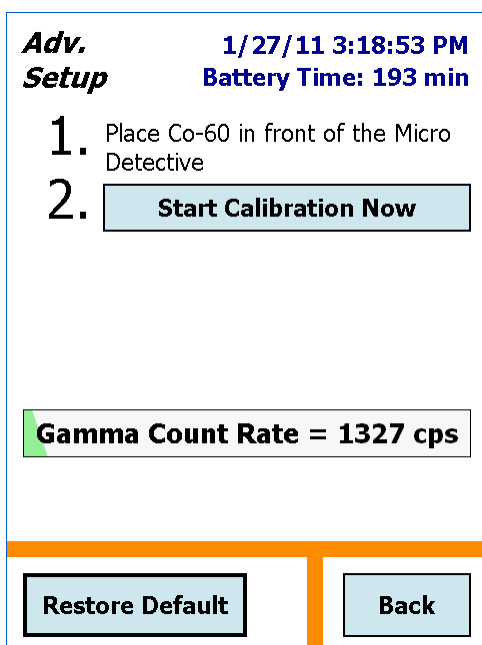 Adv. 1/27/11 3:18:53 PM
Setup Battery Time: 193 min
1. Place Co-60 in front of the Micro
Detective
2. Start Calibration Now
Gamma Count Rate = 1327 cps
Restore Default Back